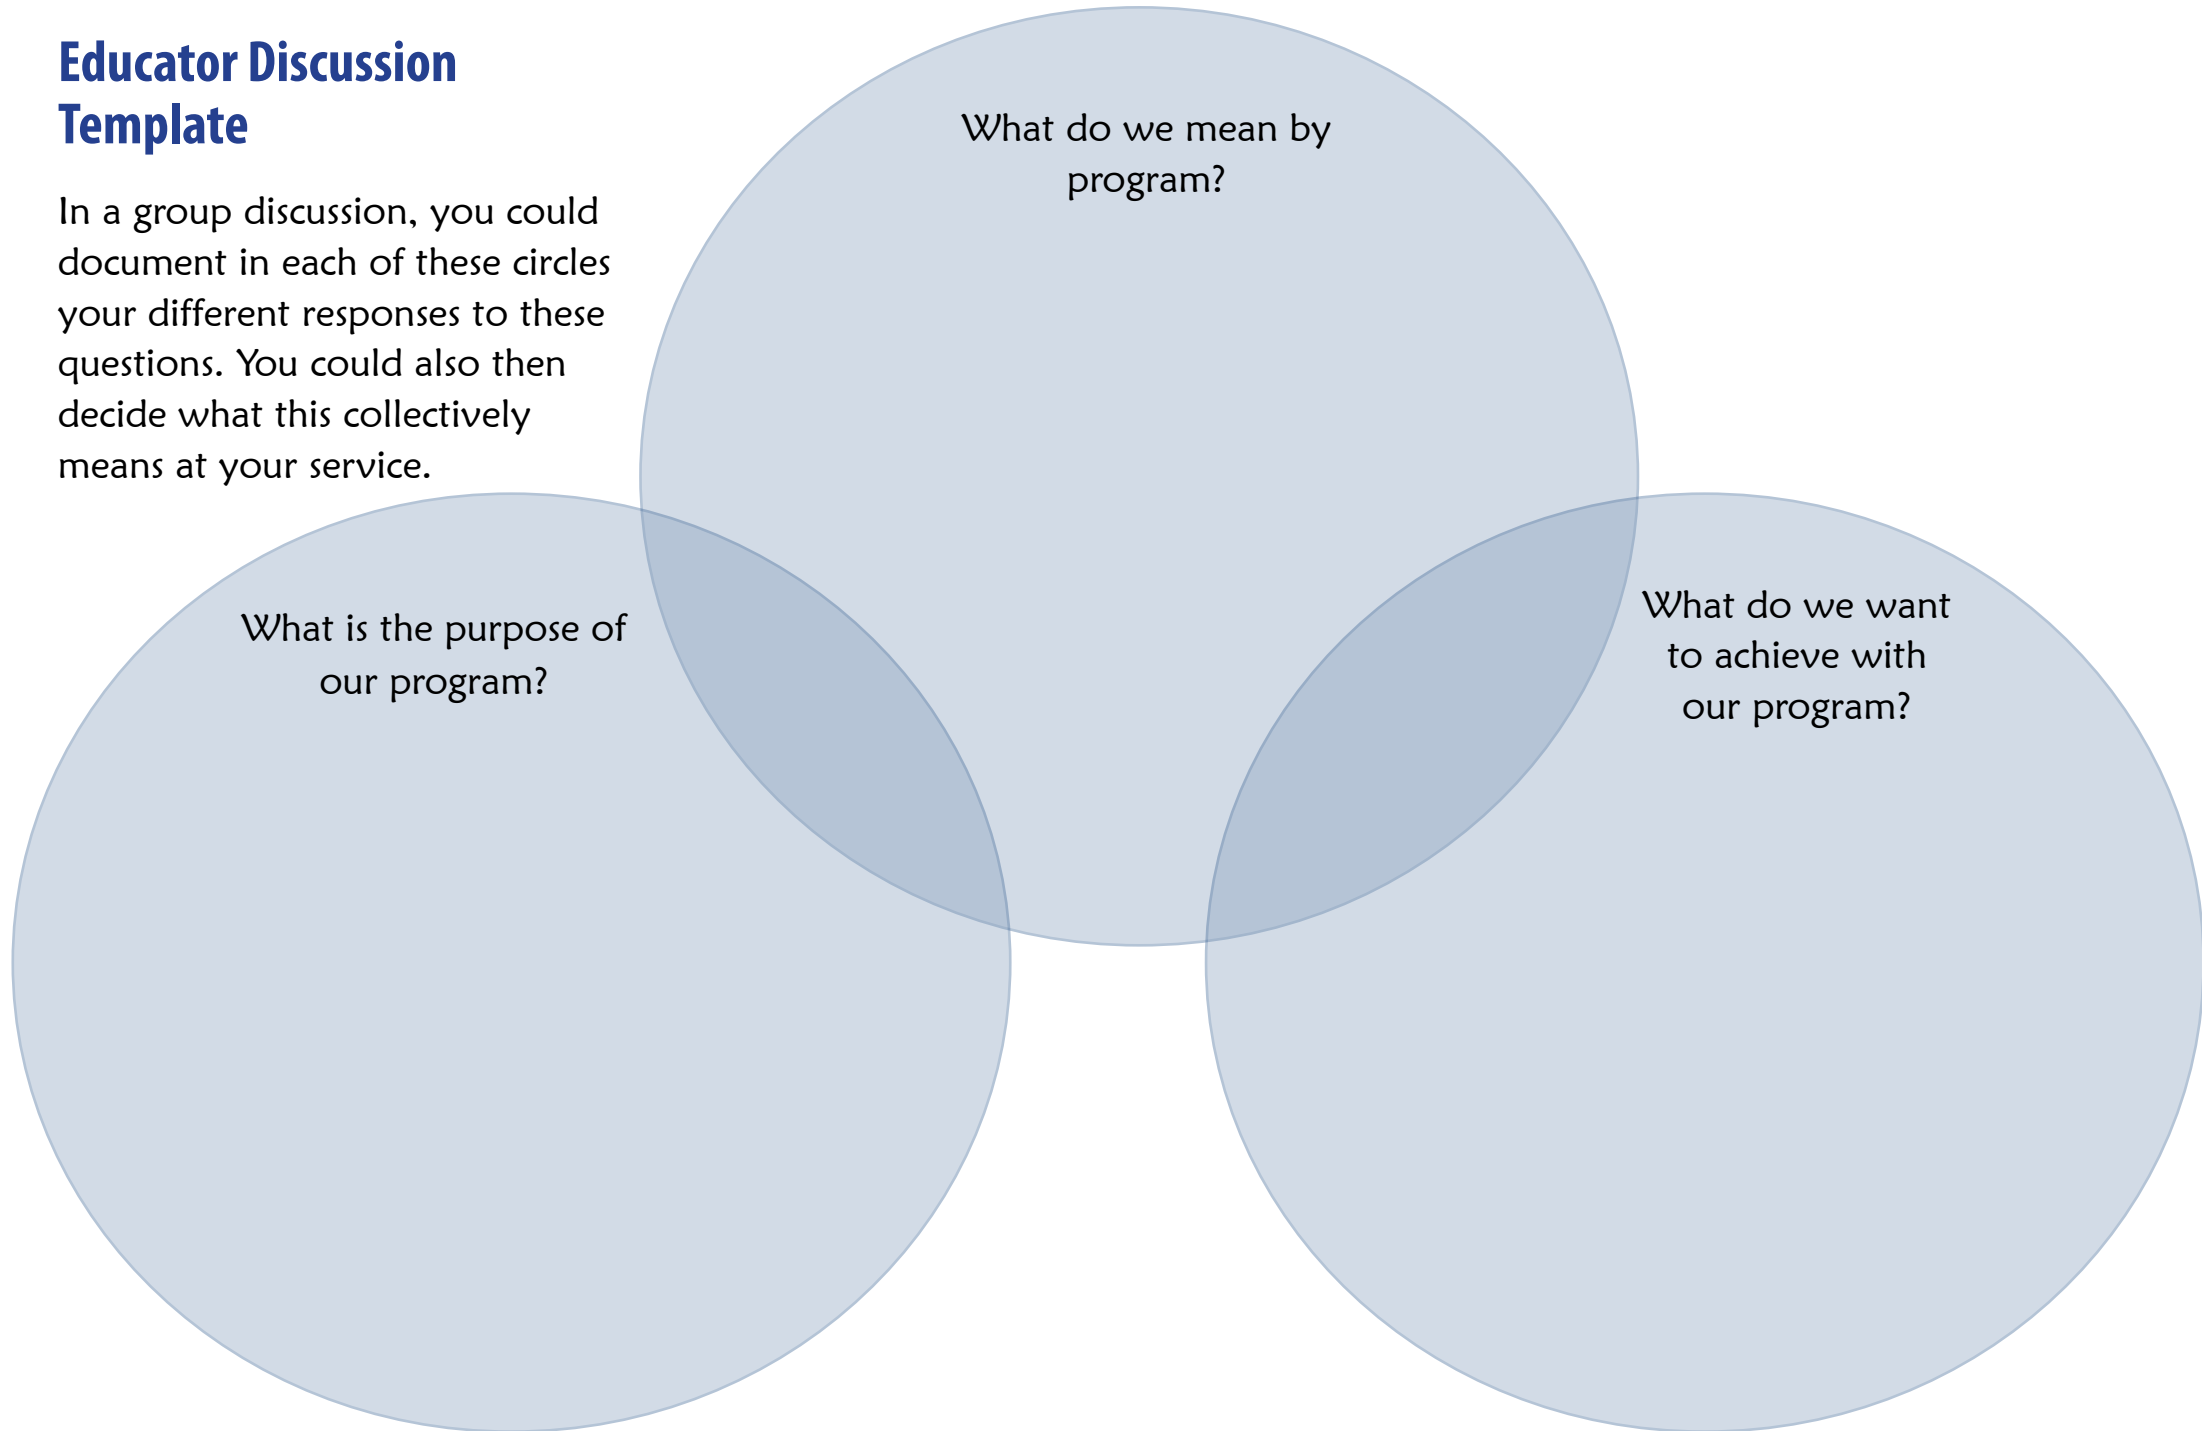 Educator Discussion
Template
In a group discussion, you could
document in each of these circles
your different responses to these
questions. You could also then
decide what this collectively
means at your service.
What do we mean by
program?
What is the purpose of
our program?
What do we want
to achieve with
our program?